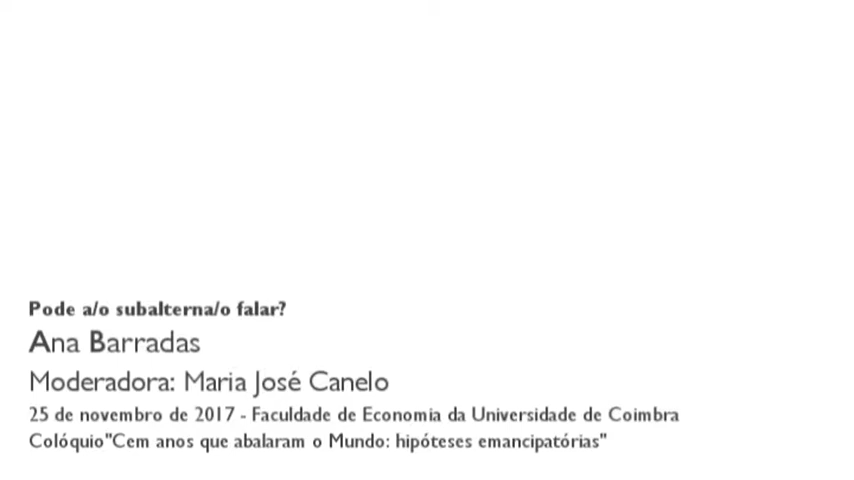 Pode a/o subalterna/o falar?
Ana Barradas
Moderadora: Maria José Canelo
25 de novembro de 2017 - Faculdade de Economia da Universidade de Coimbra
Colóquio"Cem anos que abalaram o Mundo: hipóteses emancipatórias"